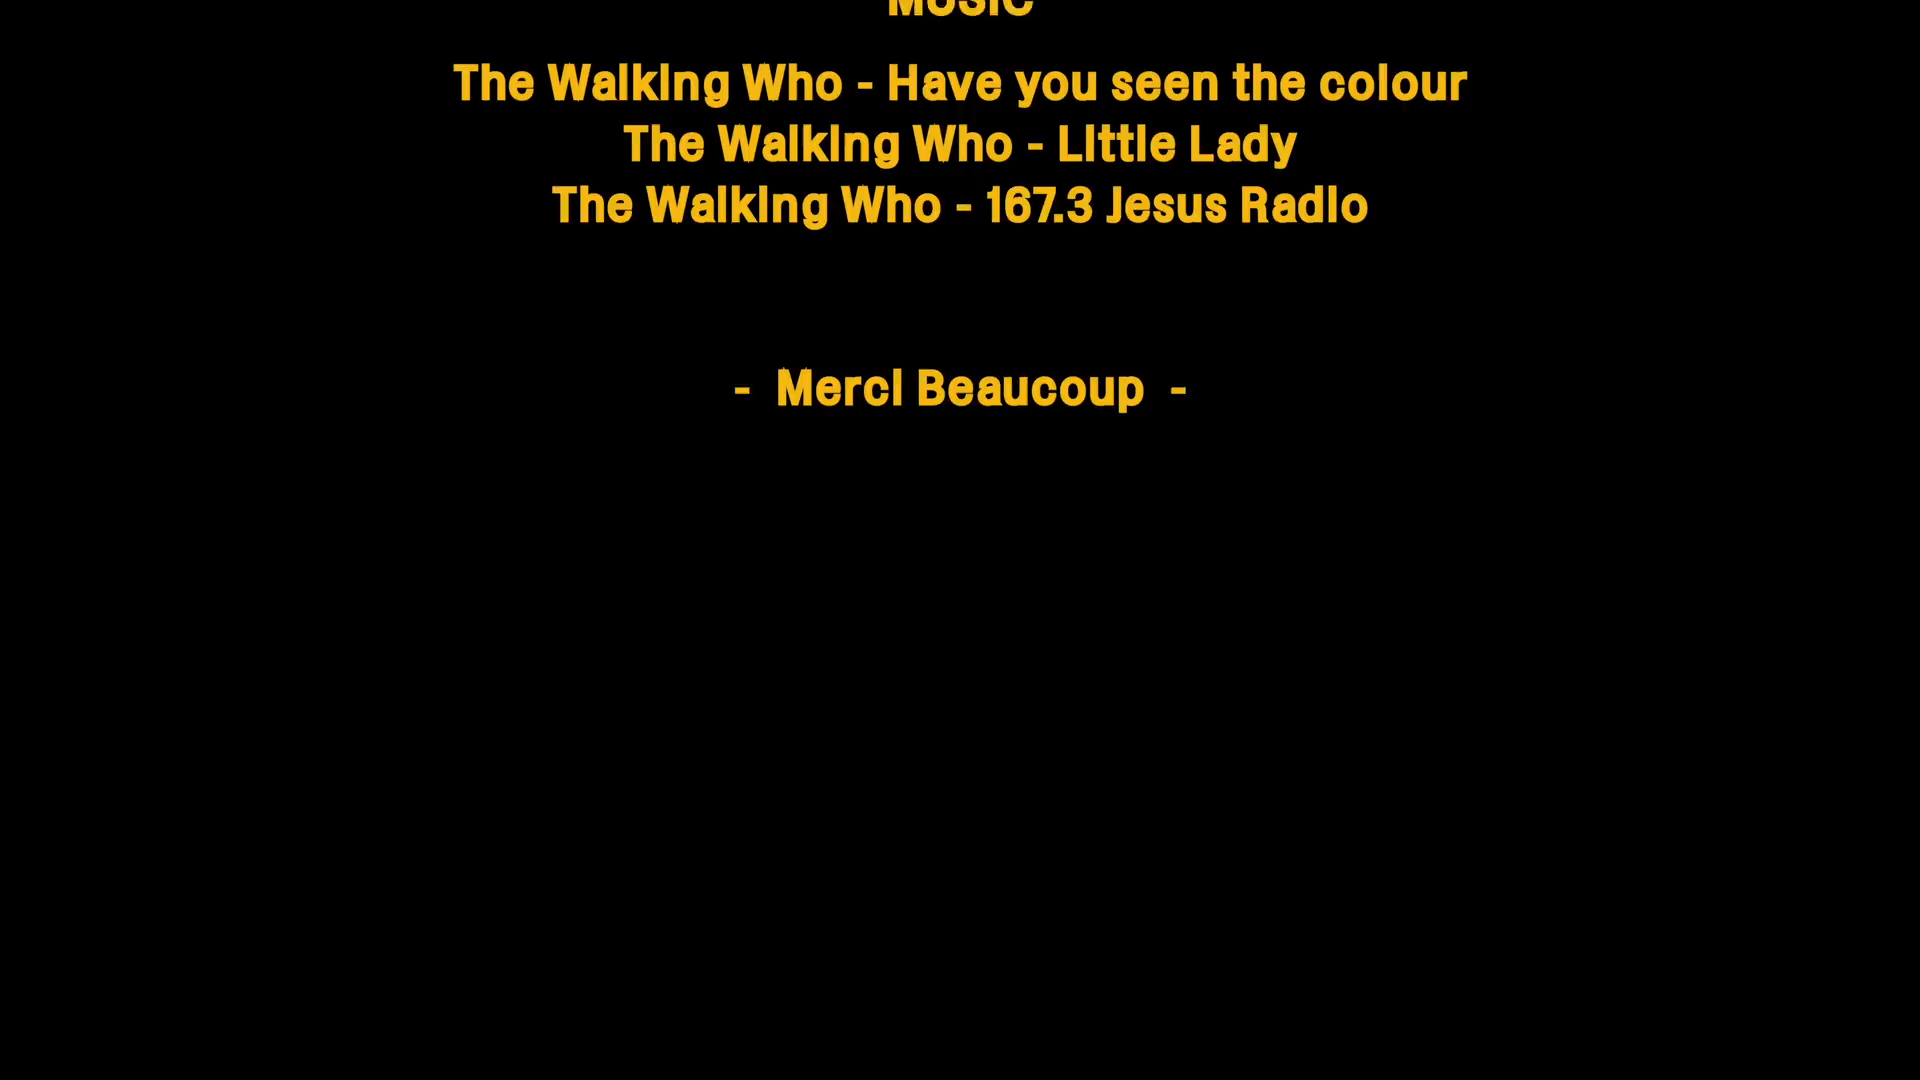 MUSIC
The Walking Who - Have you seen the colour
The Walking Who - Little Lady
The Walking Who - 167.3 Jesus Radio
- Merci Beaucoup -